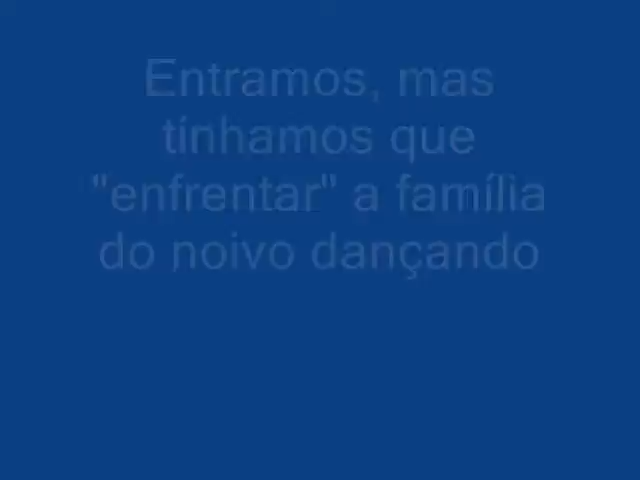 Entramos, mas
tínhamos que
"enfrentar" a família
do noivo dançando